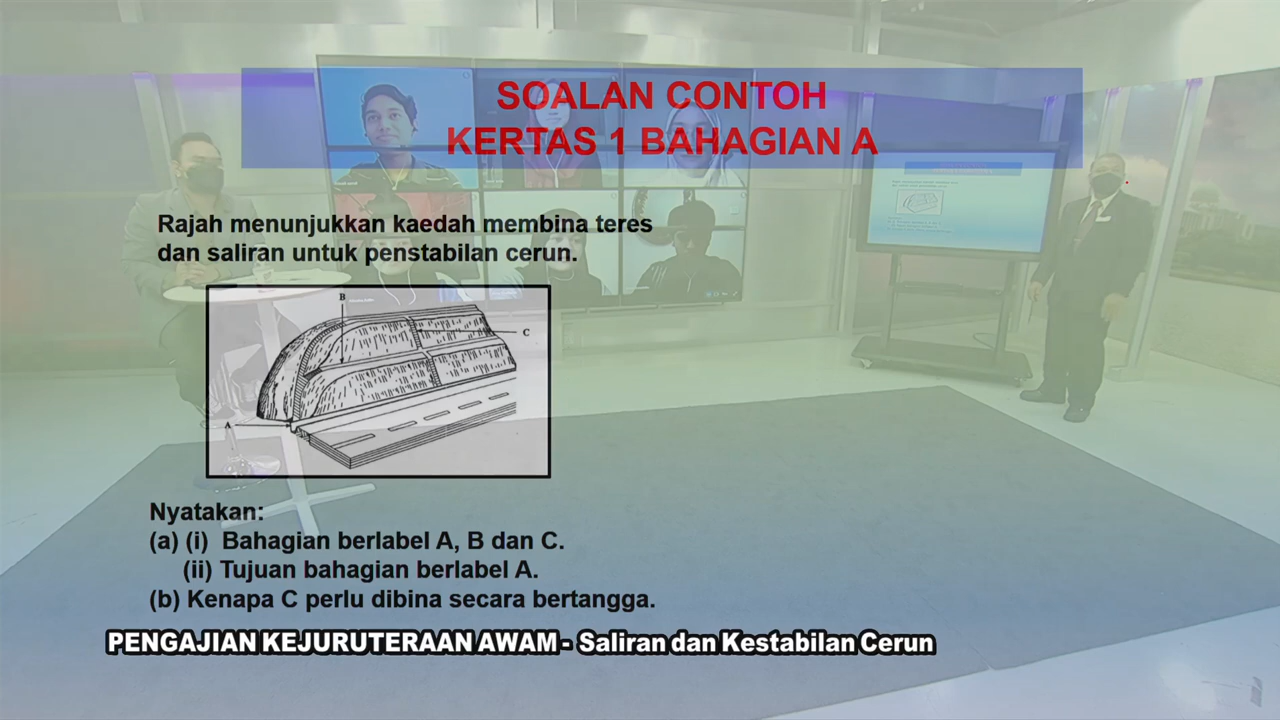 SOALAN CONTOH
KERTAS 1 BAHAGIAN A
Rajah menunjukkan kaedah membina teres
dan saliran untuk penstabilan cerun.
B
C
A
Nyatakan:
(a) (i) Bahagian berlabel A, B dan C.
(ii) Tujuan bahagian berlabel A.
(b) Kenapa C perlu dibina secara bertangga.
PENGAJIAN KEJURUTERAAN AWAM - Saliran dan Kestabilan Cerun